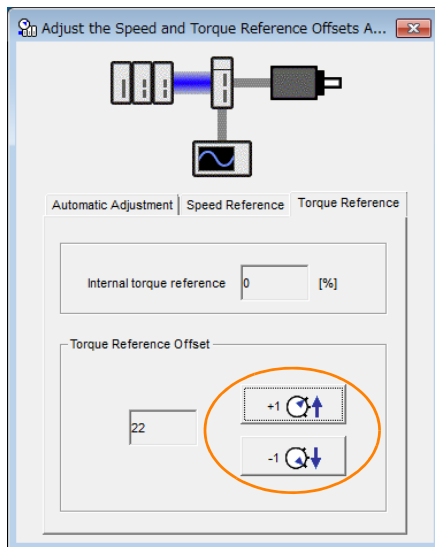 Adjust the Speed and Torque Reference Offsets A...
Automatic Adjustment Speed Reference Torque Reference
Internal torque reference 0 [%]
Torque Reference Offset
+1
22
-1